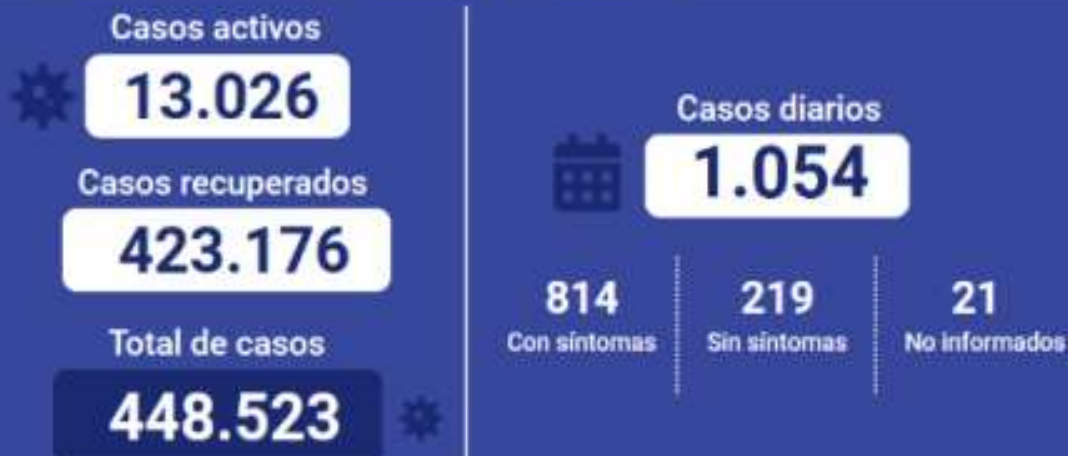 Casos activos
13.026
Casos recuperados
423.176
Total de casos
448.523
Casos diarios
1.054
814
Con síntomas
219
Sin síntomas
21
No informados